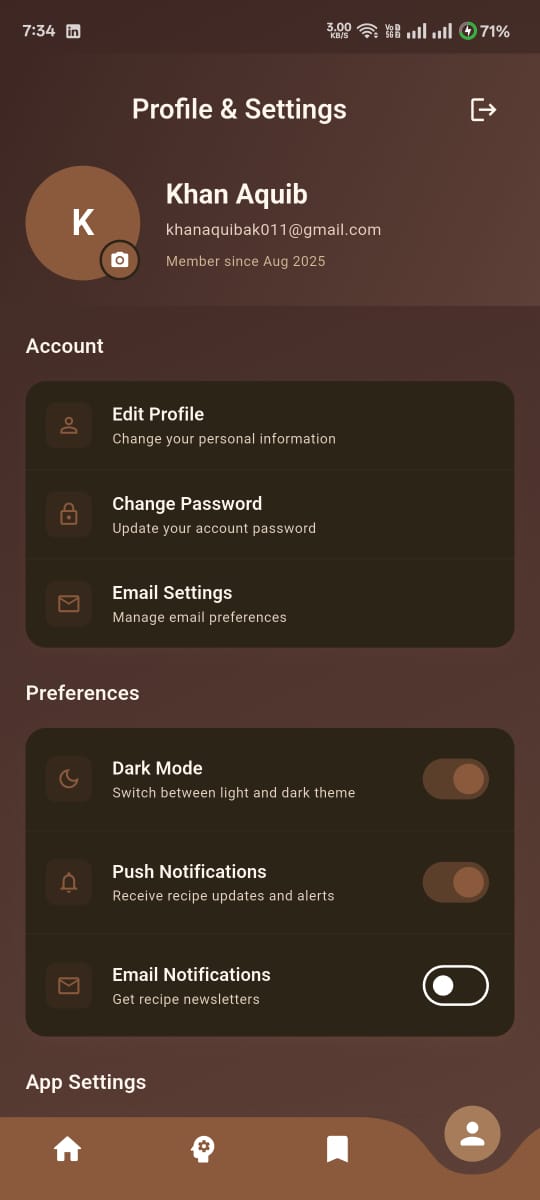 7:34
3.00
KB/S
Vo
5G
71%
Profile & Settings
K
Khan Aquib
khanaquibak011@gmail.com
Member since Aug 2025
Account
Edit Profile
Change your personal information
Change Password
Update your account password
Email Settings
Manage email preferences
Preferences
Dark Mode
Switch between light and dark theme
Push Notifications
Receive recipe updates and alerts
Email Notifications
Get recipe newsletters
App Settings